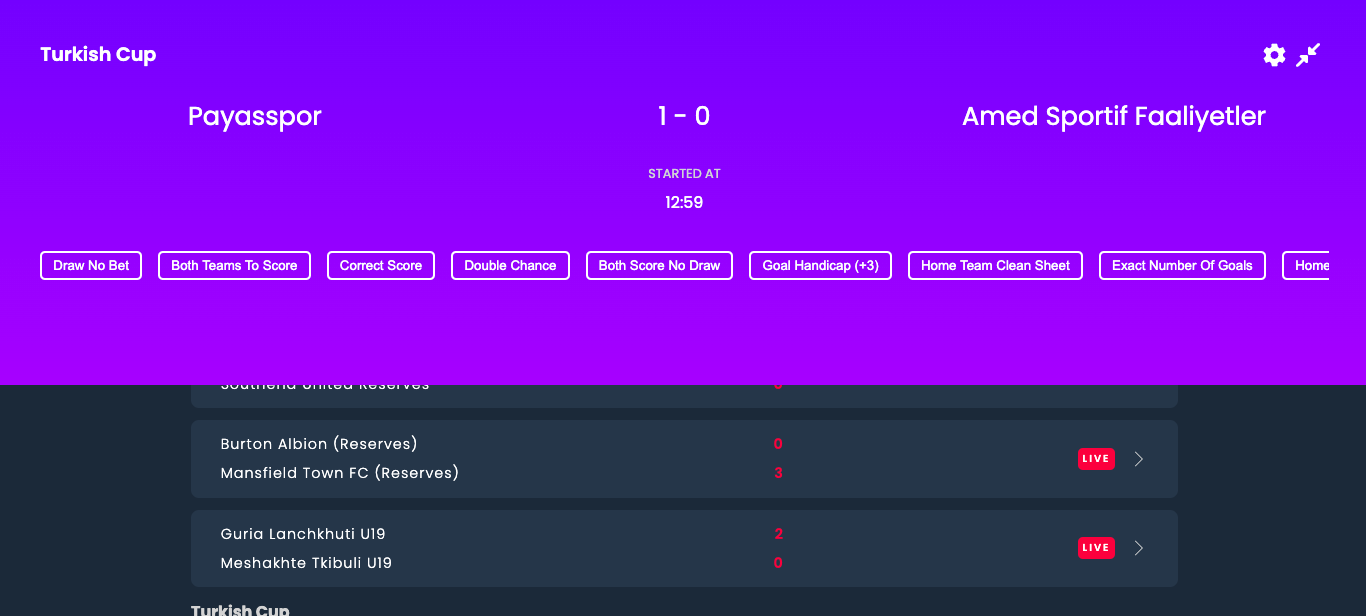 Turkish Cup
Payasspor 1 - 0 Amed Sportif Faaliyetler
STARTED AT
12:59
Draw No Bet Both Teams To Score Correct Score Double Chance Both Score No Draw Goal Handicap (+3) Home Team Clean Sheet Exact Number Of Goals Home
Southend United Reserves
Burton Albion (Reserves) 0
LIVE
Mansfield Town FC (Reserves) 3
Guria Lanchkhuti U19 2
LIVE
Meshakhte Tkibuli U19 0
Turkish Cup